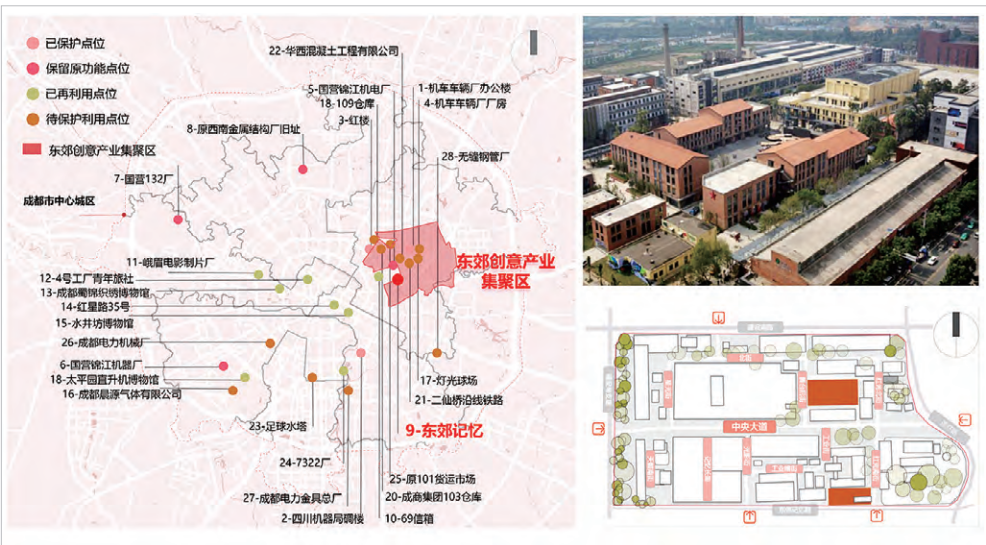 已保护点位
保留原功能点位
已再利用点位
待保护利用点位
东郊创意产业集聚区
22-华西混凝土工程有限公司
5-国营锦江机电厂
18-109仓库
3-红楼
1-机车车辆厂办公楼
4-机车车辆厂厂房
8-原西南金属结构厂旧址
28-无缝钢管厂
7-国营132厂
成都市中心城区
11-峨眉电影制片厂
12-4号工厂青年旅社
13-成都蜀锦织绣博物馆
14-红星路35号
15-水井坊博物馆
26-成都电力机械厂
6-国营锦江机器厂
18-太平园直升机博物馆
16-成都晨源气体有限公司
东郊创意产业
集聚区
17-灯光球场
21-二仙桥沿线铁路
23-足球水塔
9-东郊记忆
24-7322厂
25-原101货运市场
27-成都电力金具总厂
20-成商集团103仓库
2-四川机器局碉楼
10-69信箱
中央大道